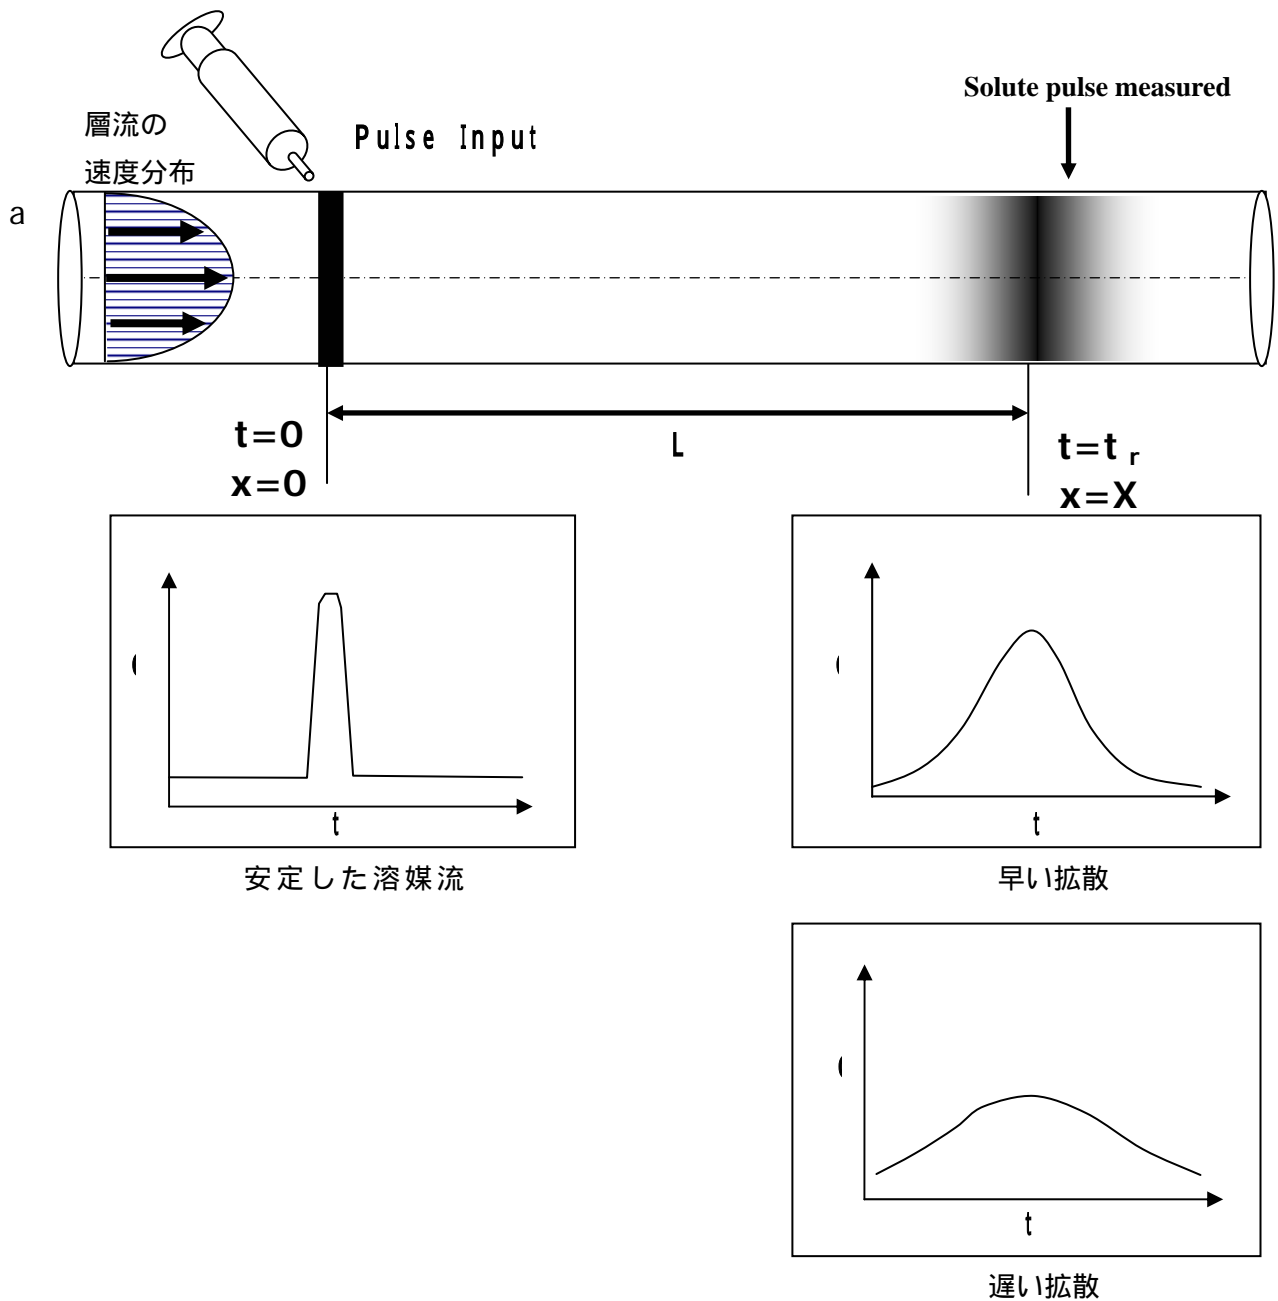 Solute pulse measured
層流の
速度分布
Pulse Input
a
t=0
x=0
L
t=t r
x=X
t
安定した溶媒流
t
早い拡散
t
遅い拡散